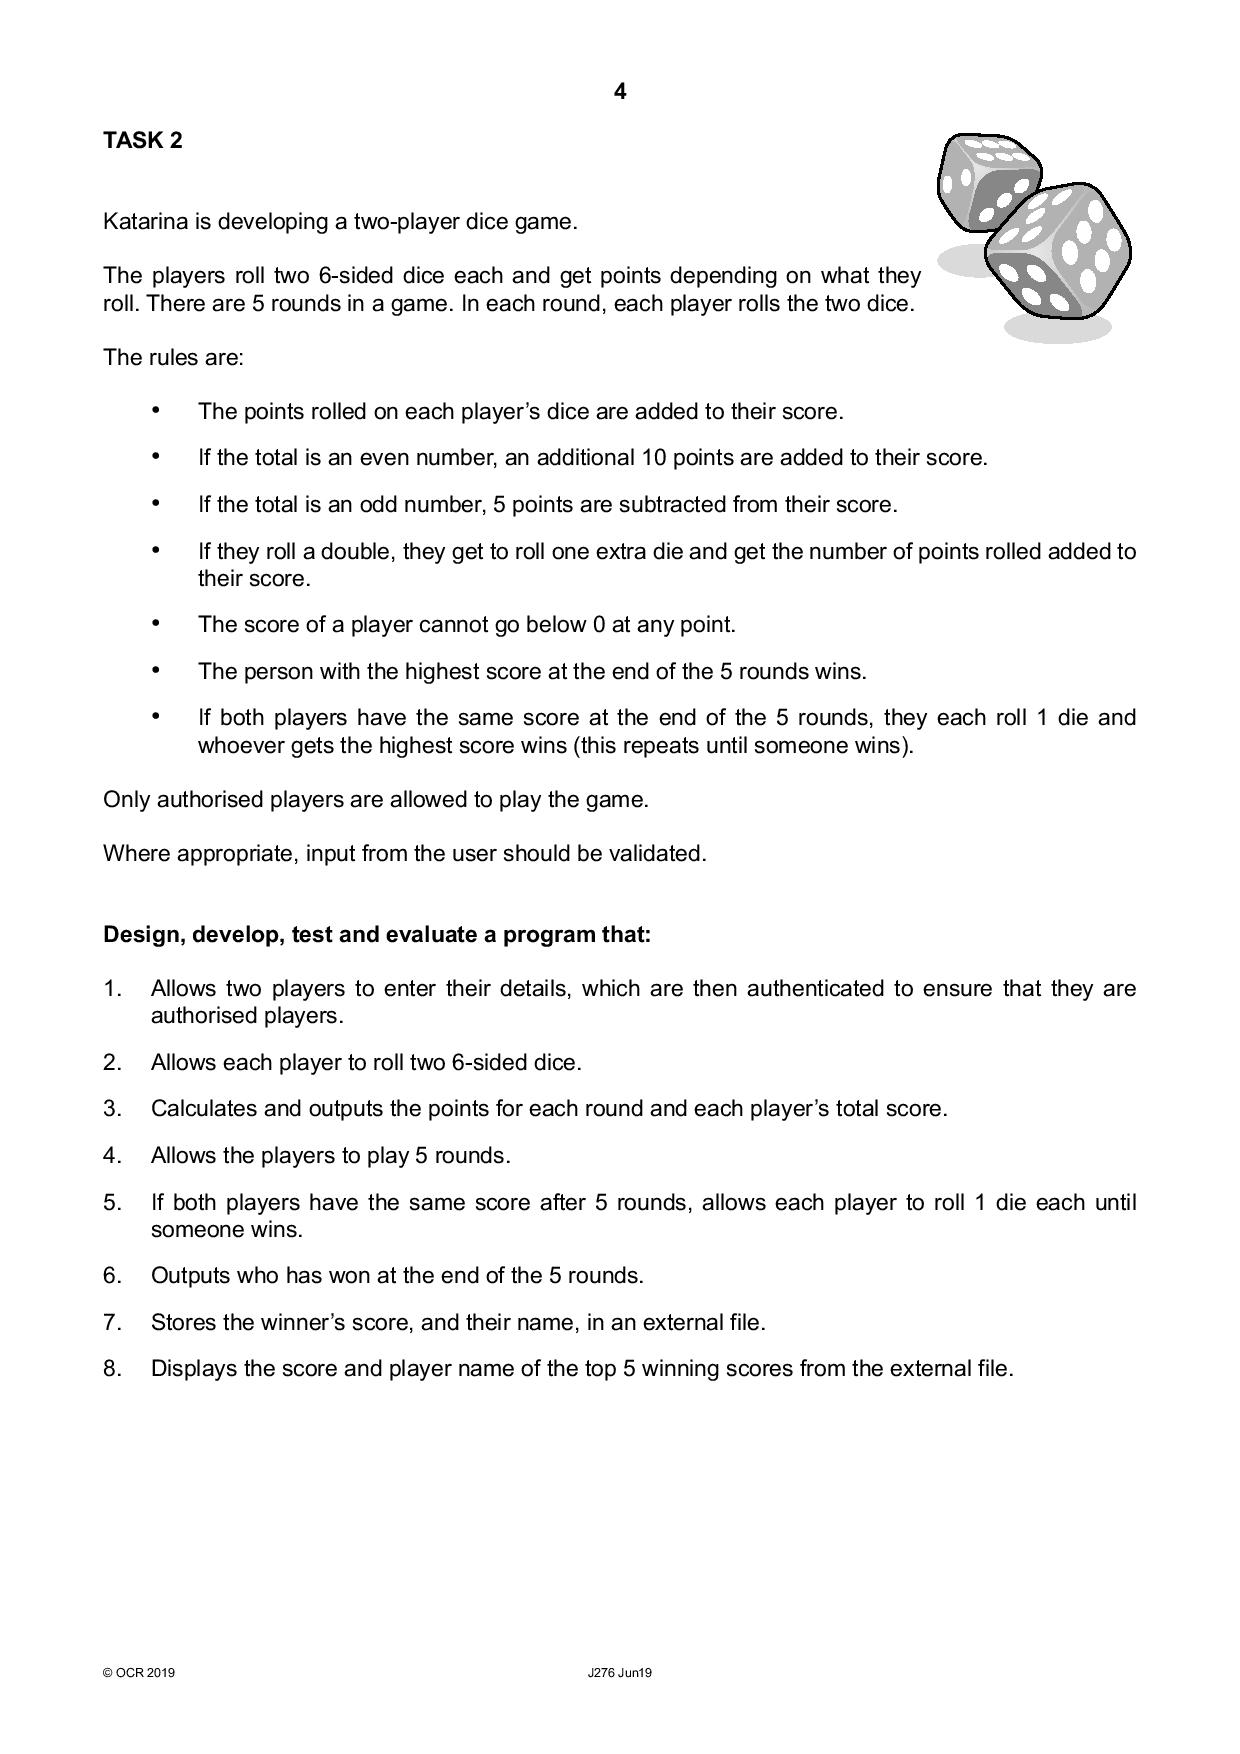 4
TASK 2
Katarina is developing a two-player dice game.
The players roll two 6-sided dice each and get points depending on what they
roll. There are 5 rounds in a game. In each round, each player rolls the two dice.
The rules are:
• The points rolled on each player’s dice are added to their score.
• If the total is an even number, an additional 10 points are added to their score.
• If the total is an odd number, 5 points are subtracted from their score.
• If they roll a double, they get to roll one extra die and get the number of points rolled added to
their score.
• The score of a player cannot go below 0 at any point.
• The person with the highest score at the end of the 5 rounds wins.
• If both players have the same score at the end of the 5 rounds, they each roll 1 die and
whoever gets the highest score wins (this repeats until someone wins).
Only authorised players are allowed to play the game.
Where appropriate, input from the user should be validated.
Design, develop, test and evaluate a program that:
1. Allows two players to enter their details, which are then authenticated to ensure that they are
authorised players.
2. Allows each player to roll two 6-sided dice.
3. Calculates and outputs the points for each round and each player’s total score.
4. Allows the players to play 5 rounds.
5. If both players have the same score after 5 rounds, allows each player to roll 1 die each until
someone wins.
6. Outputs who has won at the end of the 5 rounds.
7. Stores the winner’s score, and their name, in an external file.
8. Displays the score and player name of the top 5 winning scores from the external file.
© OCR 2019 J276 Jun19